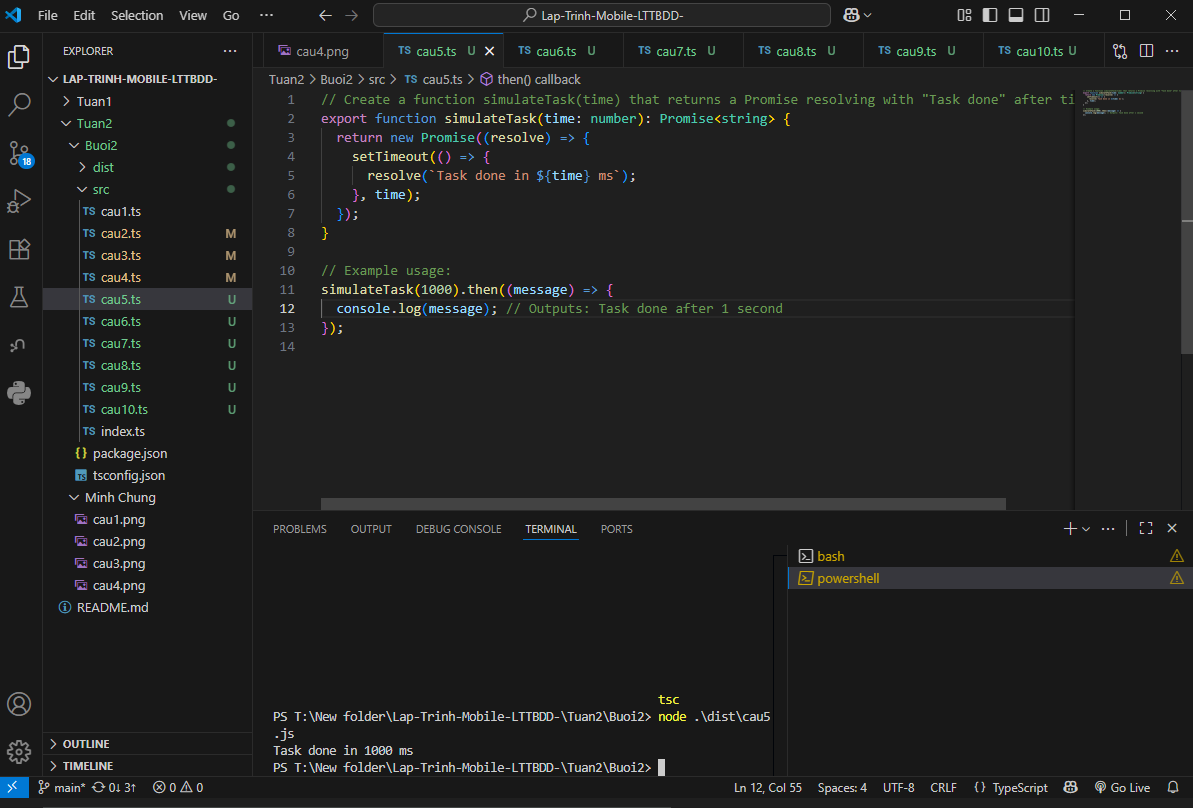 File Edit Selection View Go ··· Lap-Trinh-Mobile-LTTBDD-
EXPLORER ···
LAP-TRINH-MOBILE-LTTBDD-
Tuan1
Tuan2
Buoi2
dist
src
TS cau1.ts
TS cau2.ts M
TS cau3.ts M
TS cau4.ts M
TS cau5.ts U
TS cau6.ts U
TS cau7.ts U
TS cau8.ts U
TS cau9.ts U
TS cau10.ts U
TS index.ts
{} package.json
TS tsconfig.json
Minh Chung
cau1.png
cau2.png
cau3.png
cau4.png
README.md
OUTLINE
TIMELINE
18
cau4.png TS cau5.ts U TS cau6.ts U TS cau7.ts U TS cau8.ts U TS cau9.ts U TS cau10.ts U ···
Tuan2 > Buoi2 > src > TS cau5.ts > then() callback
1 // Create a function simulateTask(time) that returns a Promise resolving with "Task done" after ti
2 export function simulateTask(time: number): Promise<string> {
3 return new Promise((resolve) => {
4 setTimeout(() => {
5 resolve(`Task done in ${time} ms`);
6 }, time);
7 });
8 }
9
10 // Example usage:
11 simulateTask(1000).then((message) => {
12 console.log(message); // Outputs: Task done after 1 second
13 });
14
PROBLEMS OUTPUT DEBUG CONSOLE TERMINAL PORTS
bash
powershell
tsc
PS T:\New folder\Lap-Trinh-Mobile-LTTBDD-\Tuan2\Buoi2> node .\dist\cau5
.js
Task done in 1000 ms
PS T:\New folder\Lap-Trinh-Mobile-LTTBDD-\Tuan2\Buoi2>
main* 0↓ 3↑ 0 0 Ln 12, Col 55 Spaces: 4 UTF-8 CRLF {} TypeScript Go Live